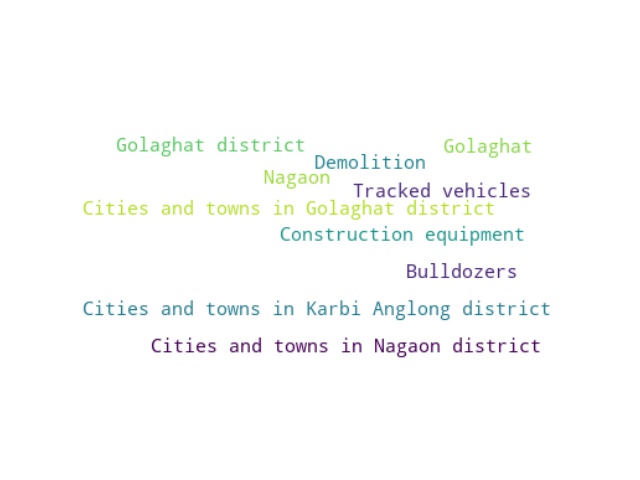 Golaghat district
Golaghat
Demolition
Nagaon
Tracked vehicles
Cities and towns in Golaghat district
Construction equipment
Bulldozers
Cities and towns in Karbi Anglong district
Cities and towns in Nagaon district